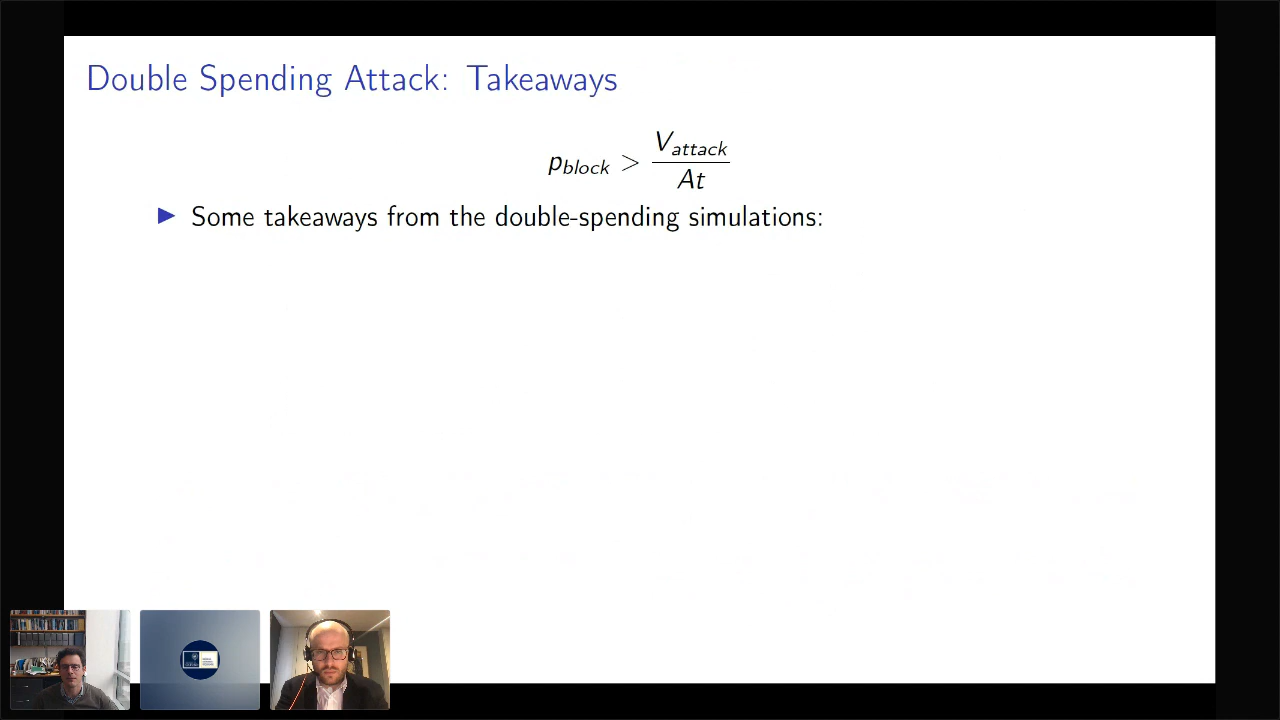 Double Spending Attack: Takeaways
p_block > V_attack / At
▶ Some takeaways from the double-spending simulations: